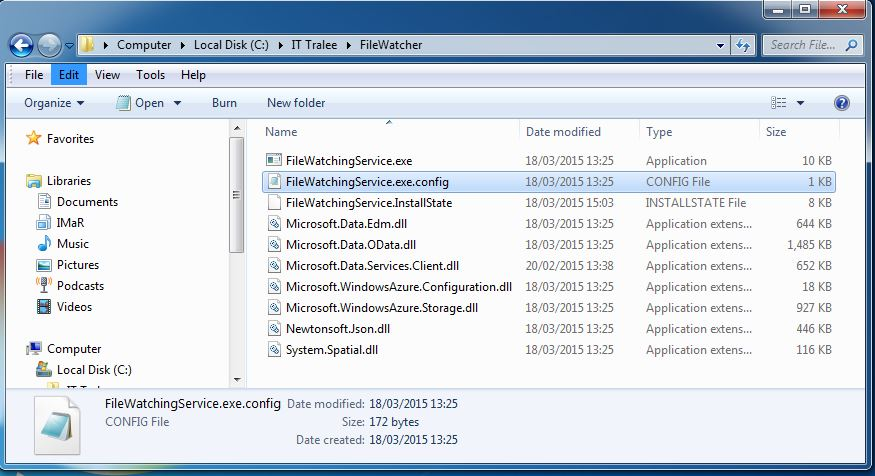 Computer Local Disk (C:) IT Tralee FileWatcher Search File...
File Edit View Tools Help
Organize Open Burn New folder
Name Date modified Type Size
Favorites
Libraries
Documents
IMaR
Music
Pictures
Podcasts
Videos
Computer
Local Disk (C:)
FileWatchingService.exe 18/03/2015 13:25 Application 10 KB
FileWatchingService.exe.config 18/03/2015 13:25 CONFIG File 1 KB
FileWatchingService.InstallState 18/03/2015 15:03 INSTALLSTATE File 8 KB
Microsoft.Data.Edm.dll 18/03/2015 13:25 Application extens... 644 KB
Microsoft.Data.OData.dll 18/03/2015 13:25 Application extens... 1,485 KB
Microsoft.Data.Services.Client.dll 20/02/2015 13:38 Application extens... 652 KB
Microsoft.WindowsAzure.Configuration.dll 18/03/2015 13:25 Application extens... 18 KB
Microsoft.WindowsAzure.Storage.dll 18/03/2015 13:25 Application extens... 927 KB
Newtonsoft.Json.dll 18/03/2015 13:25 Application extens... 446 KB
System.Spatial.dll 18/03/2015 13:25 Application extens... 116 KB
FileWatchingService.exe.config Date modified: 18/03/2015 13:25
CONFIG File Size: 172 bytes
Date created: 18/03/2015 13:25